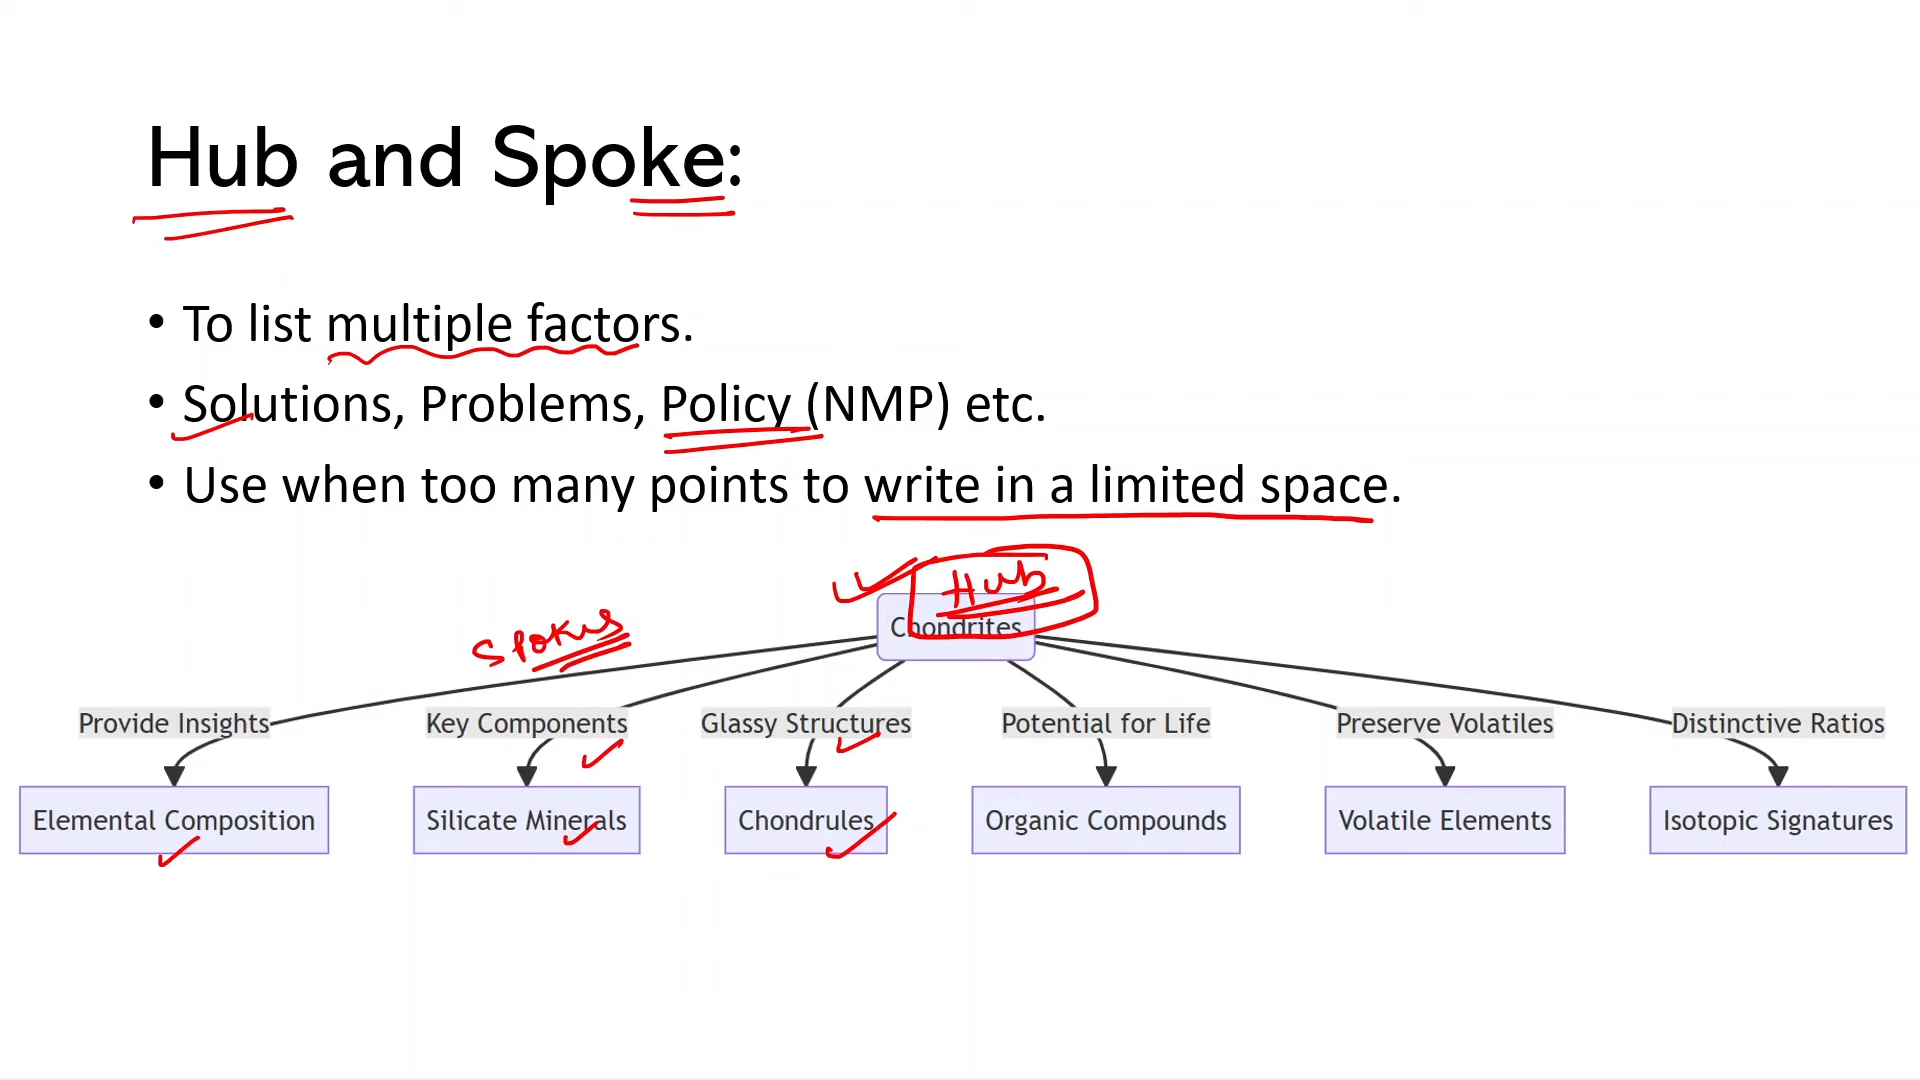 Hub and Spoke:
• To list multiple factors.
• Solutions, Problems, Policy (NMP) etc.
• Use when too many points to write in a limited space.
Hub
Chondrites
Spokes
Provide Insights Key Components Glassy Structures Potential for Life Preserve Volatiles Distinctive Ratios
Elemental Composition Silicate Minerals Chondrules Organic Compounds Volatile Elements Isotopic Signatures